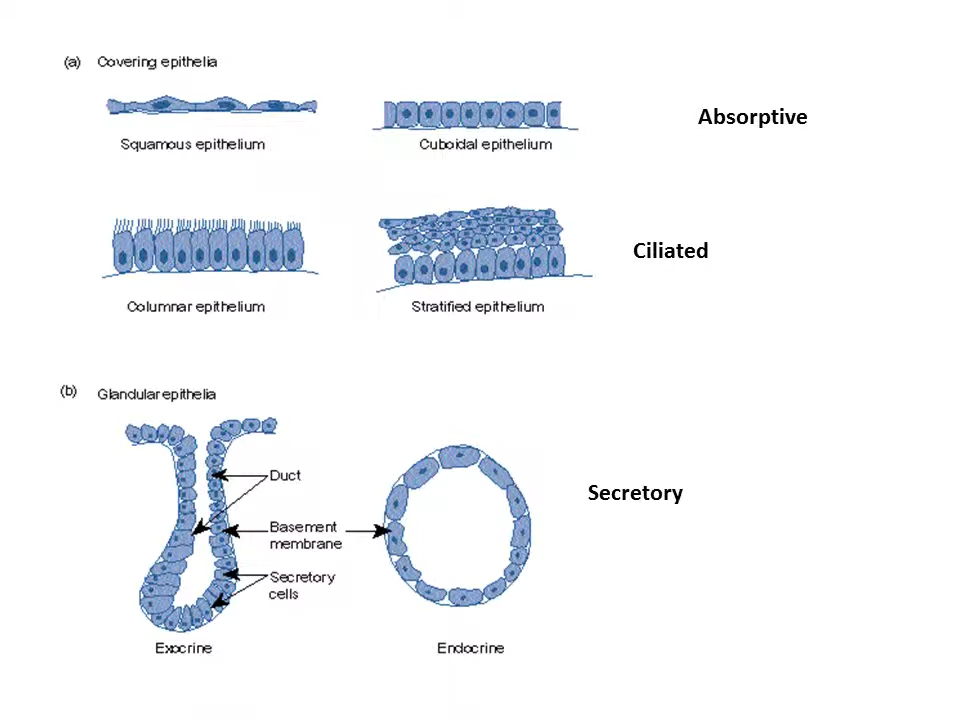 (a) Covering epithelia
Absorptive
Squamous epithelium
Cuboidal epithelium
Ciliated
Columnar epithelium
Stratified epithelium
(b) Glandular epithelia
Duct
Secretory
Basement
membrane
Secretory
cells
Exocrine
Endocrine